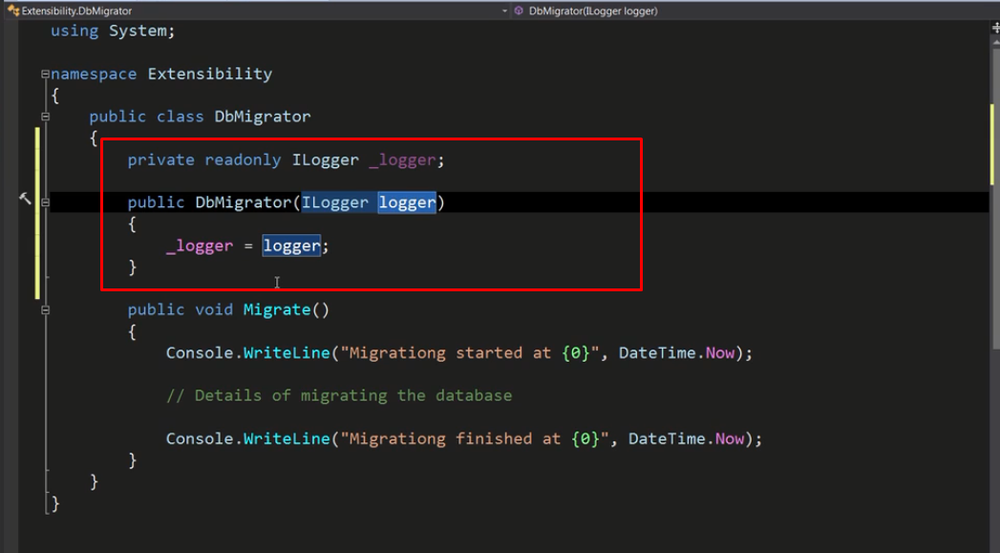 Extensibility.DbMigrator DbMigrator(ILogger logger)
using System;
namespace Extensibility
{
public class DbMigrator
{
private readonly ILogger _logger;
public DbMigrator(ILogger logger)
{
_logger = logger;
}
public void Migrate()
{
Console.WriteLine("Migrationg started at {0}", DateTime.Now);
// Details of migrating the database
Console.WriteLine("Migrationg finished at {0}", DateTime.Now);
}
}
}